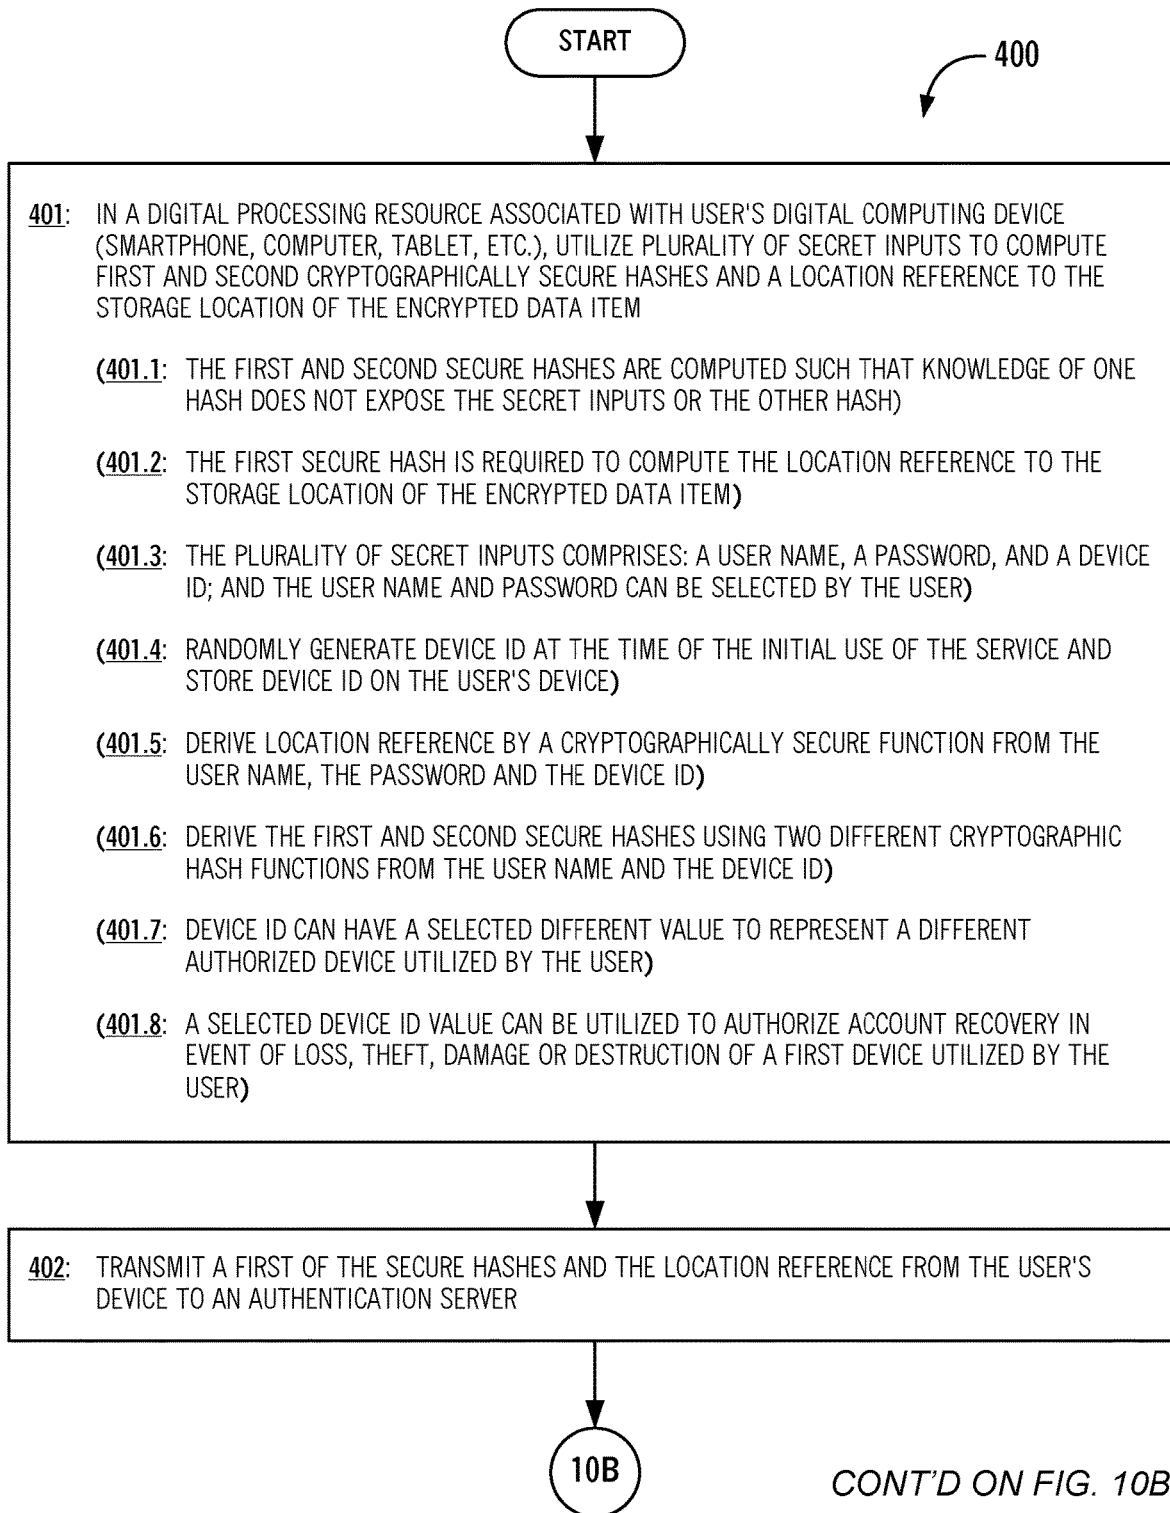 START
400
401: IN A DIGITAL PROCESSING RESOURCE ASSOCIATED WITH USER'S DIGITAL COMPUTING DEVICE
(SMARTPHONE, COMPUTER, TABLET, ETC.), UTILIZE PLURALITY OF SECRET INPUTS TO COMPUTE
FIRST AND SECOND CRYPTOGRAPHICALLY SECURE HASHES AND A LOCATION REFERENCE TO THE
STORAGE LOCATION OF THE ENCRYPTED DATA ITEM
(401.1: THE FIRST AND SECOND SECURE HASHES ARE COMPUTED SUCH THAT KNOWLEDGE OF ONE
HASH DOES NOT EXPOSE THE SECRET INPUTS OR THE OTHER HASH)
(401.2: THE FIRST SECURE HASH IS REQUIRED TO COMPUTE THE LOCATION REFERENCE TO THE
STORAGE LOCATION OF THE ENCRYPTED DATA ITEM)
(401.3: THE PLURALITY OF SECRET INPUTS COMPRISES: A USER NAME, A PASSWORD, AND A DEVICE
ID; AND THE USER NAME AND PASSWORD CAN BE SELECTED BY THE USER)
(401.4: RANDOMLY GENERATE DEVICE ID AT THE TIME OF THE INITIAL USE OF THE SERVICE AND
STORE DEVICE ID ON THE USER'S DEVICE)
(401.5: DERIVE LOCATION REFERENCE BY A CRYPTOGRAPHICALLY SECURE FUNCTION FROM THE
USER NAME, THE PASSWORD AND THE DEVICE ID)
(401.6: DERIVE THE FIRST AND SECOND SECURE HASHES USING TWO DIFFERENT CRYPTOGRAPHIC
HASH FUNCTIONS FROM THE USER NAME AND THE DEVICE ID)
(401.7: DEVICE ID CAN HAVE A SELECTED DIFFERENT VALUE TO REPRESENT A DIFFERENT
AUTHORIZED DEVICE UTILIZED BY THE USER)
(401.8: A SELECTED DEVICE ID VALUE CAN BE UTILIZED TO AUTHORIZE ACCOUNT RECOVERY IN
EVENT OF LOSS, THEFT, DAMAGE OR DESTRUCTION OF A FIRST DEVICE UTILIZED BY THE
USER)
402: TRANSMIT A FIRST OF THE SECURE HASHES AND THE LOCATION REFERENCE FROM THE USER'S
DEVICE TO AN AUTHENTICATION SERVER
10B
CONT'D ON FIG. 10B